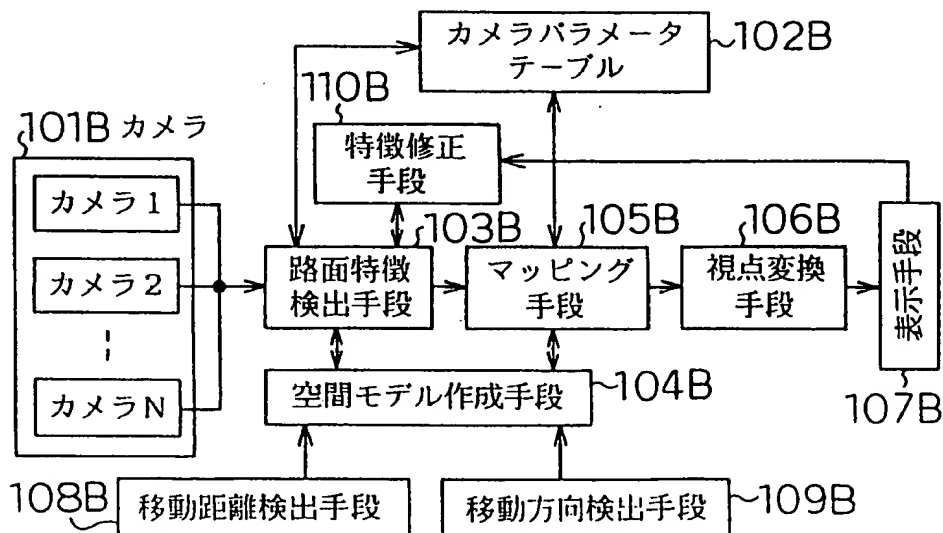 カメラパラメータ
テーブル
102B
110B
101B カメラ
特徴修正
手段
カメラ1
カメラ2
カメラN
103B
路面特徴
検出手段
105B
マッピング
手段
106B
視点変換
手段
表示手段
107B
空間モデル作成手段
104B
108B
移動距離検出手段
移動方向検出手段
109B